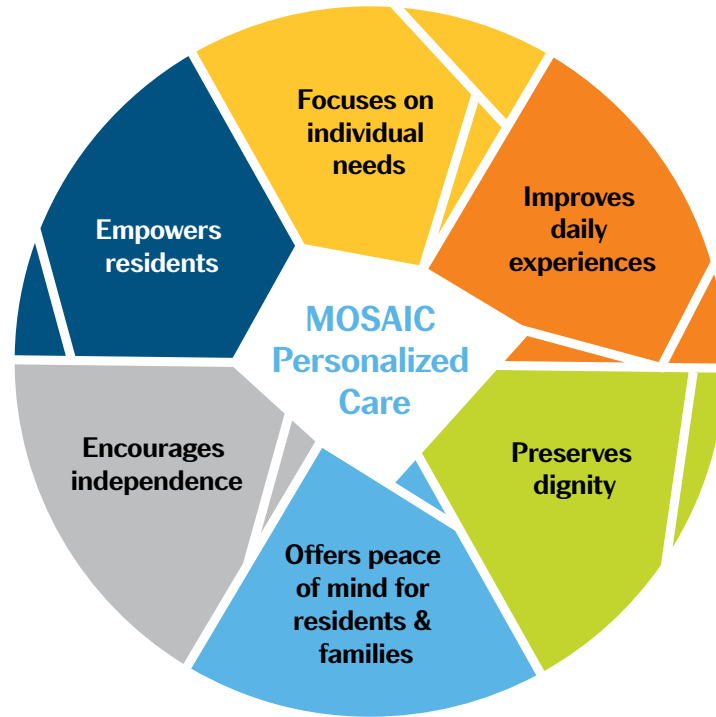 Focuses on
individual
needs
Improves
daily
experiences
Preserves
dignity
Offers peace
of mind for
residents &
families
Encourages
independence
Empowers
residents
MOSAIC
Personalized
Care